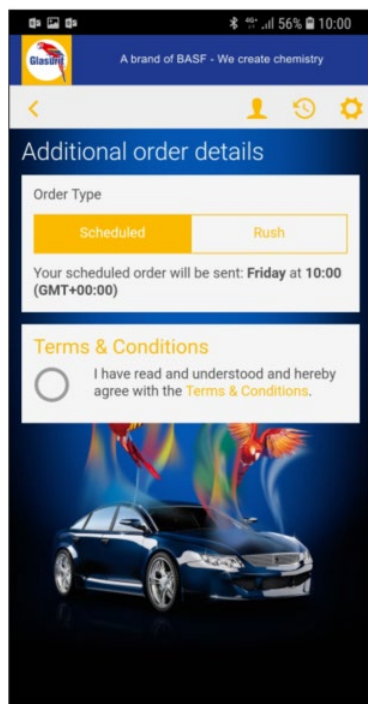 56% 10:00
Glasurit
A brand of BASF - We create chemistry
Additional order details
Order Type
Scheduled
Rush
Your scheduled order will be sent: Friday at 10:00
(GMT+00:00)
Terms & Conditions
I have read and understood and hereby
agree with the Terms & Conditions.